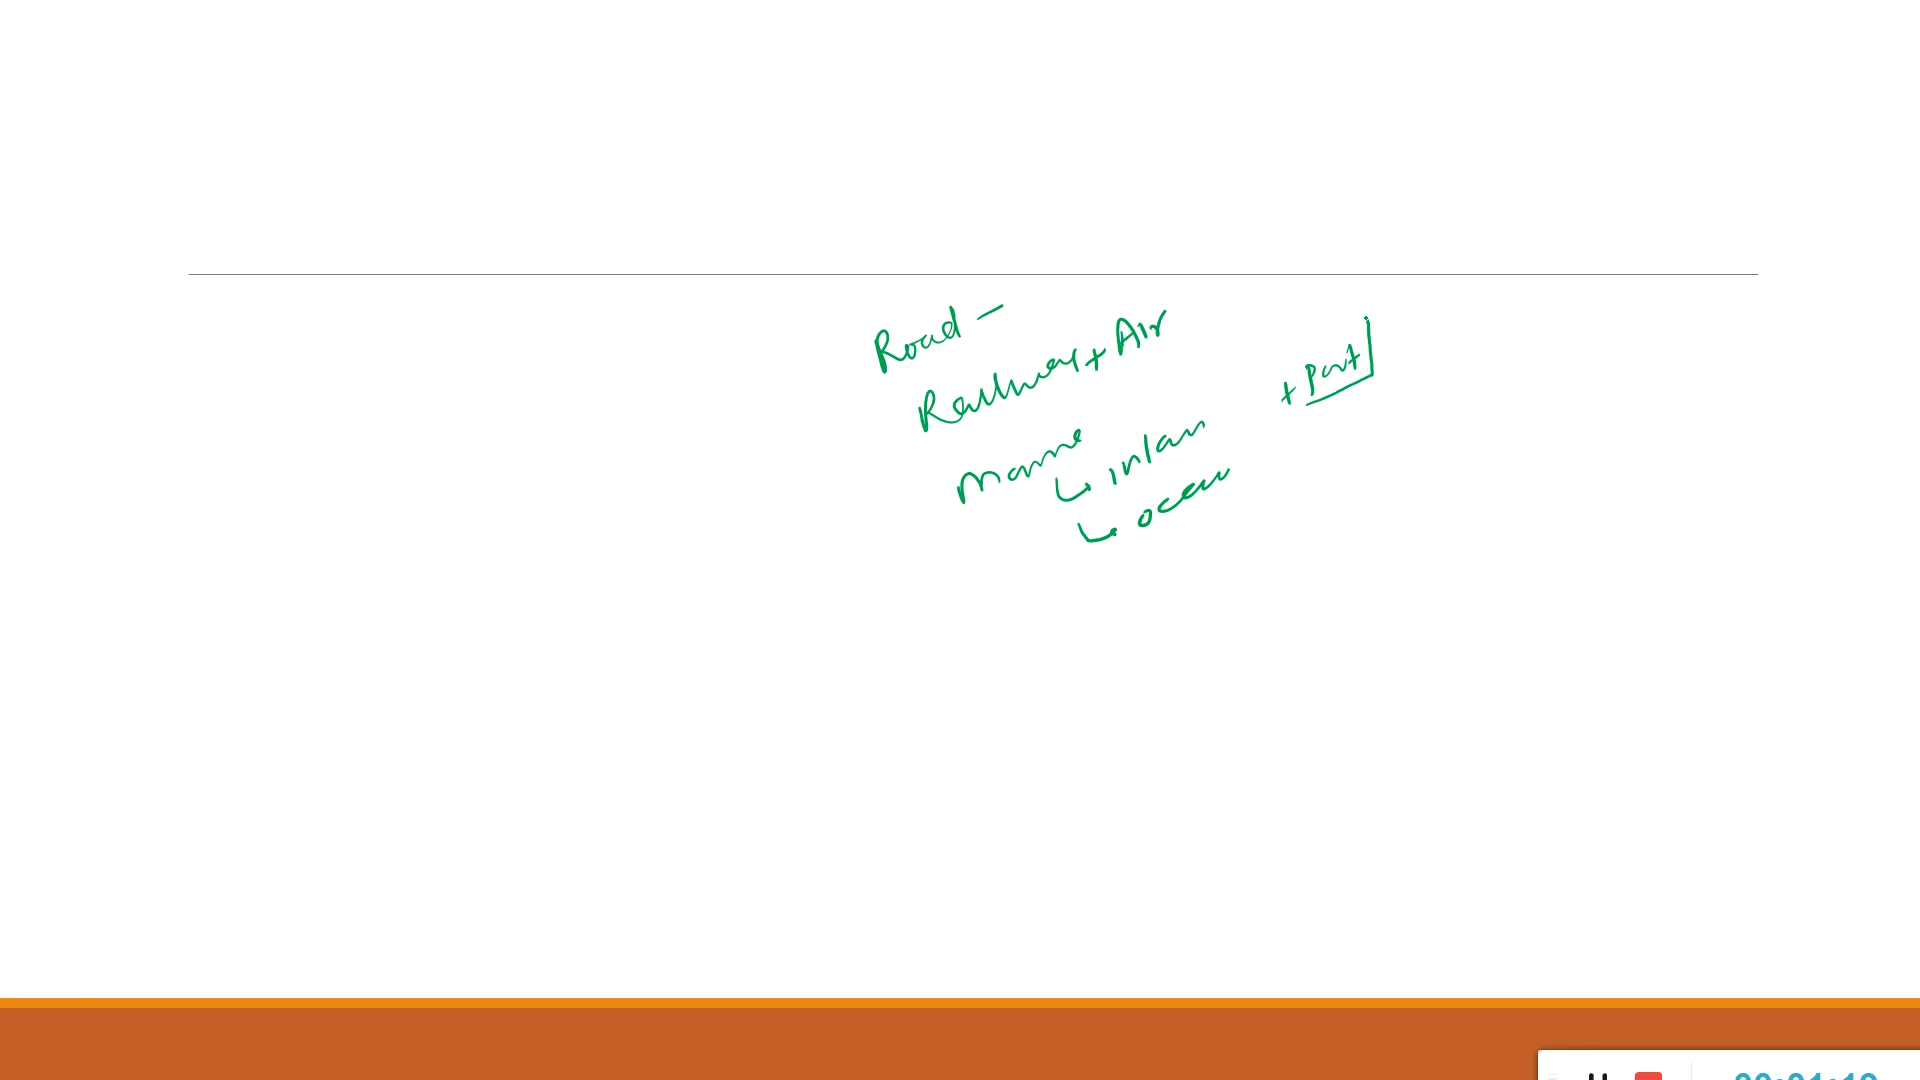 Road -
Railway + Air
+ Port
Marine
↳ inlan
↳ ocean